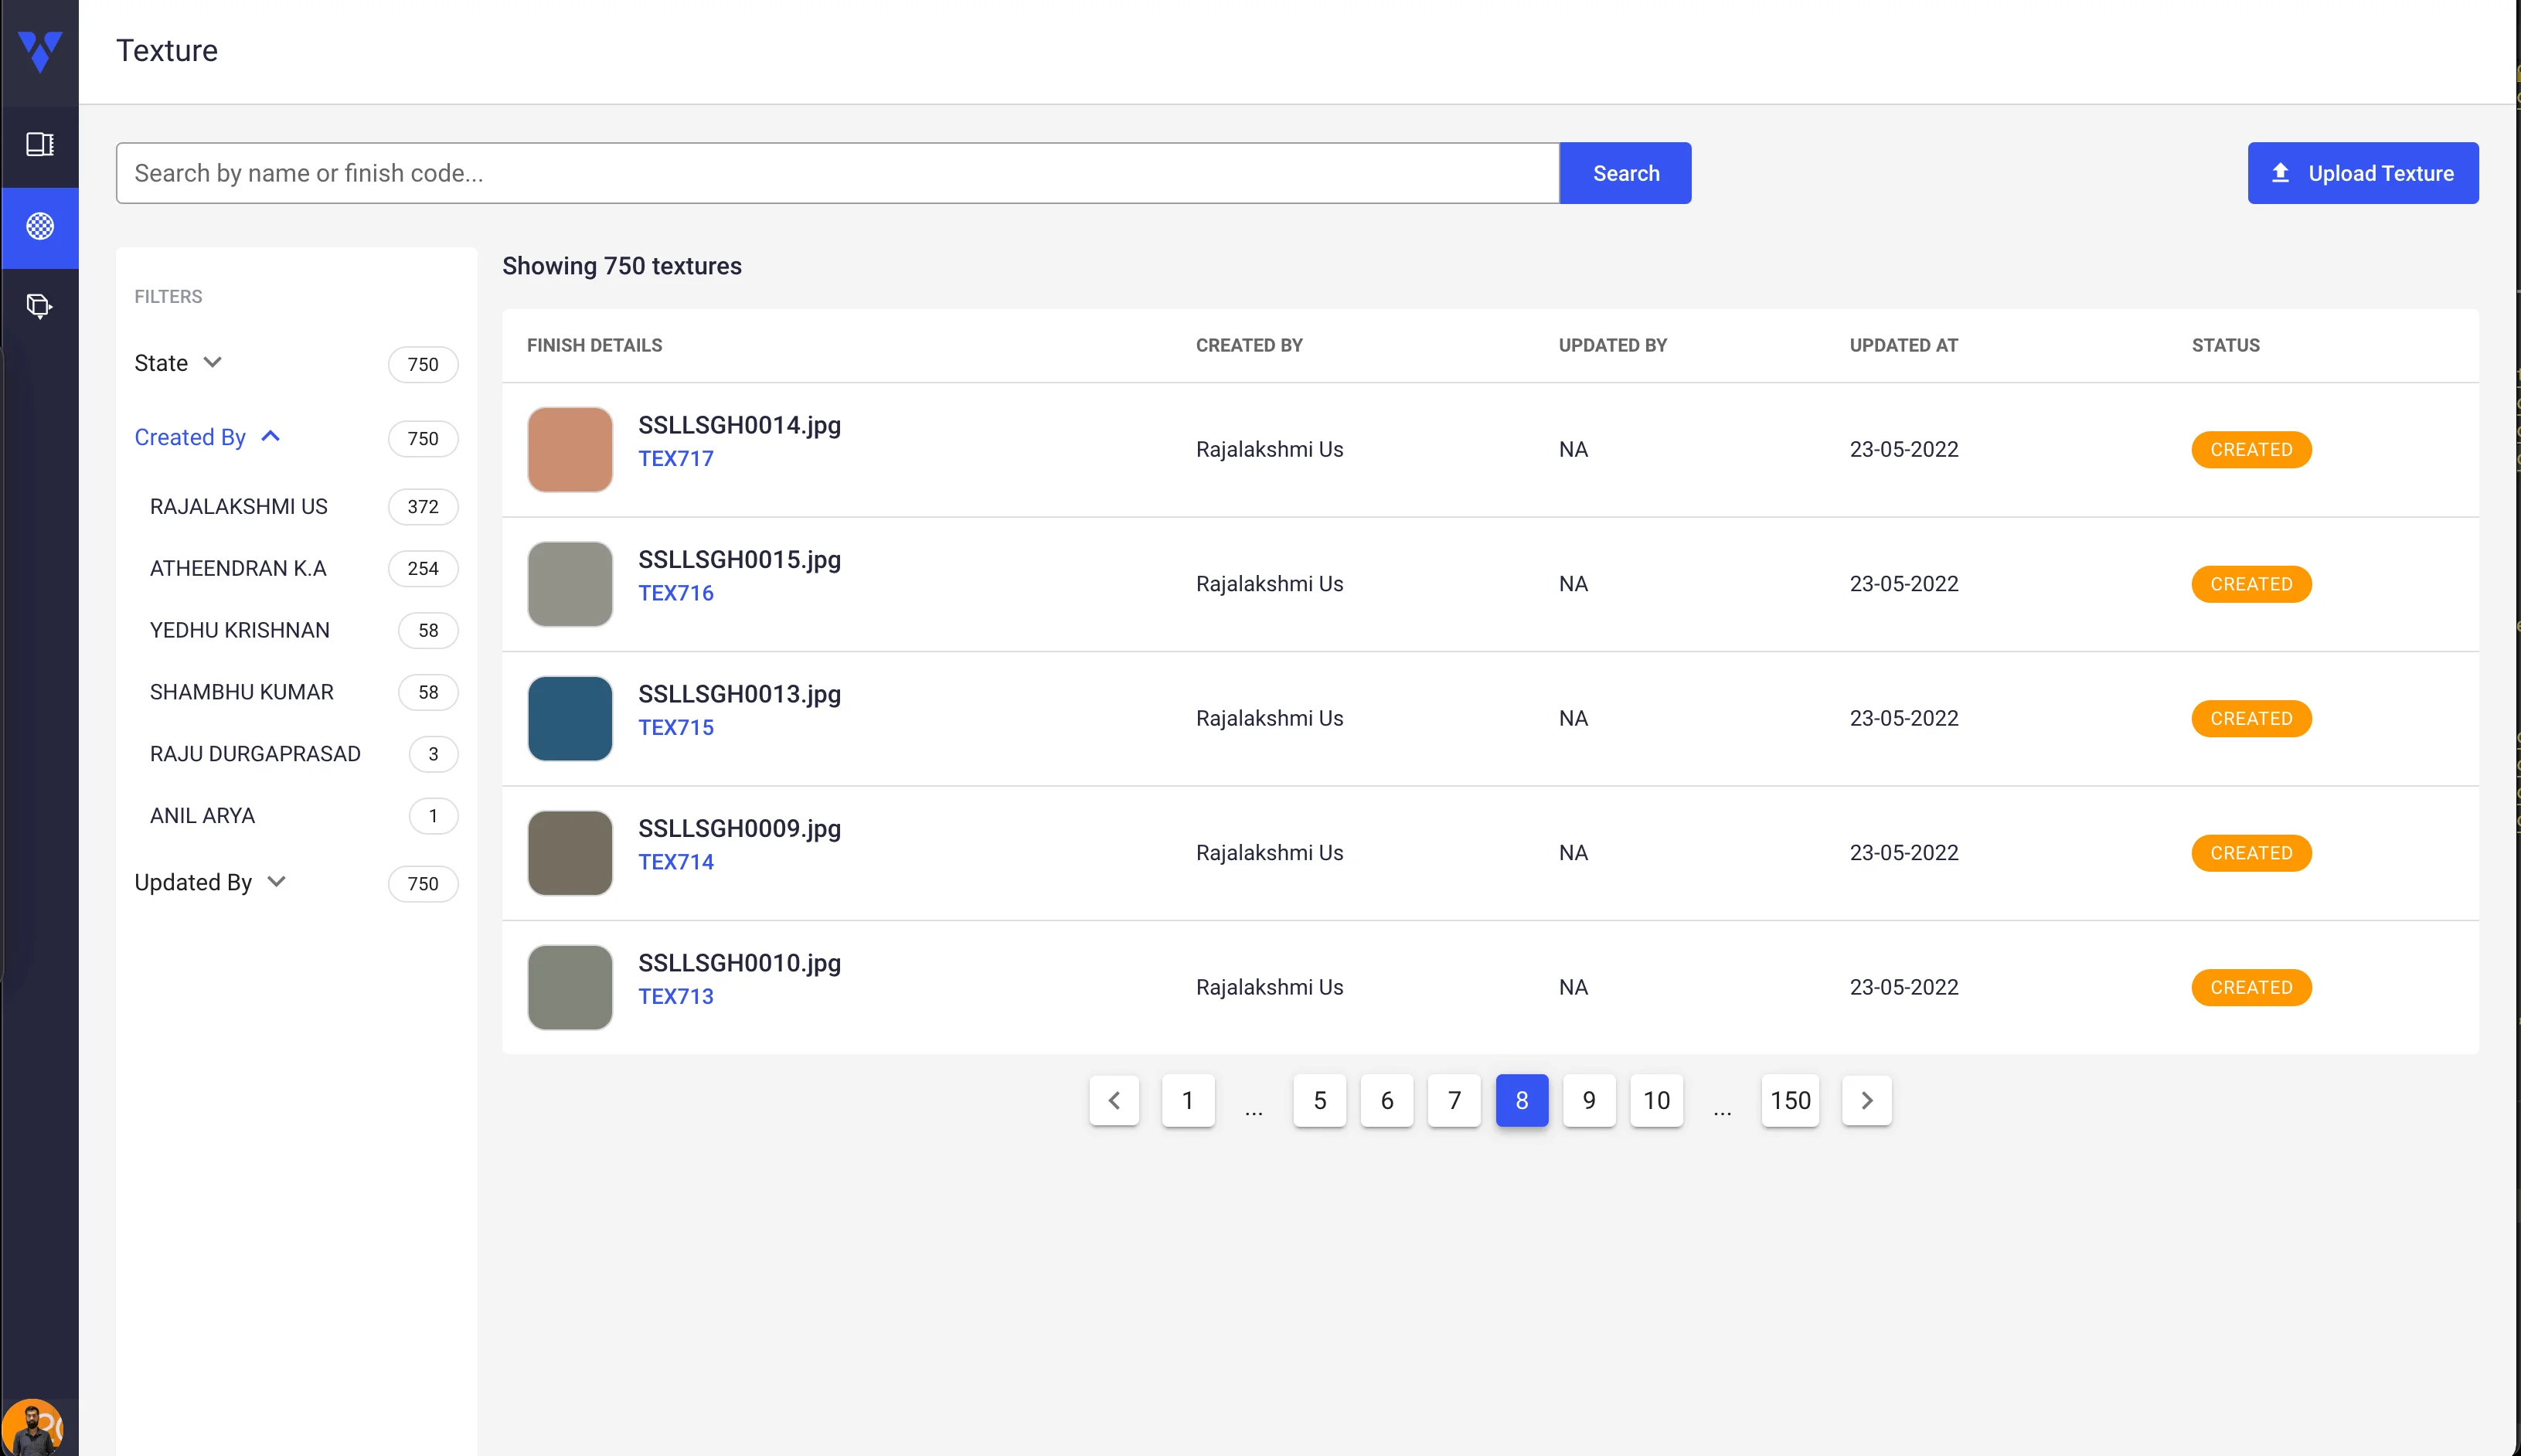 Texture
Search by name or finish code...
Search
Upload Texture
FILTERS
State 750
Created By 750
RAJALAKSHMI US 372
ATHEENDRAN K.A 254
YEDHU KRISHNAN 58
SHAMBHU KUMAR 58
RAJU DURGAPRASAD 3
ANIL ARYA 1
Updated By 750
Showing 750 textures
FINISH DETAILS CREATED BY UPDATED BY UPDATED AT STATUS
SSLLSGH0014.jpg
TEX717
Rajalakshmi Us NA 23-05-2022 CREATED
SSLLSGH0015.jpg
TEX716
Rajalakshmi Us NA 23-05-2022 CREATED
SSLLSGH0013.jpg
TEX715
Rajalakshmi Us NA 23-05-2022 CREATED
SSLLSGH0009.jpg
TEX714
Rajalakshmi Us NA 23-05-2022 CREATED
SSLLSGH0010.jpg
TEX713
Rajalakshmi Us NA 23-05-2022 CREATED
1 ... 5 6 7 8 9 10 ... 150